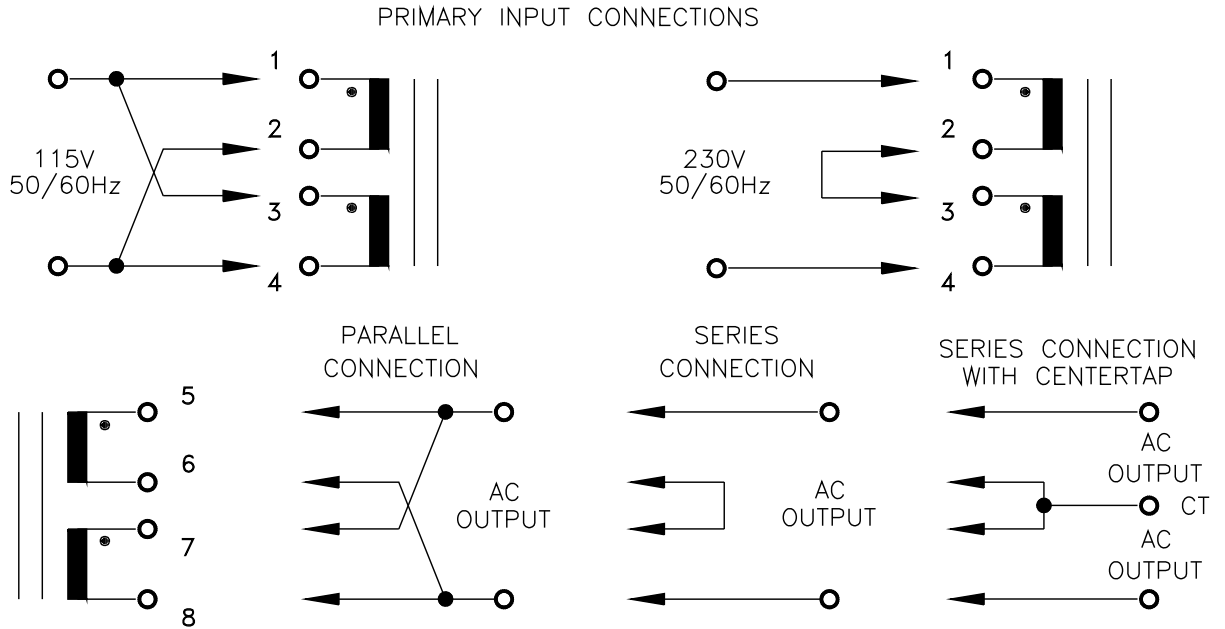 PRIMARY INPUT CONNECTIONS
1
2
3
4
115V
50/60Hz
1
2
3
4
230V
50/60Hz
5
6
7
8
PARALLEL
CONNECTION
AC
OUTPUT
SERIES
CONNECTION
AC
OUTPUT
SERIES CONNECTION
WITH CENTERTAP
AC
OUTPUT
CT
AC
OUTPUT